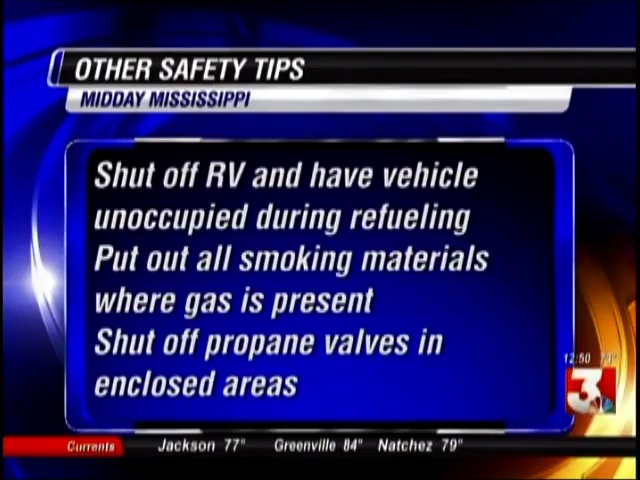 OTHER SAFETY TIPS
MIDDAY MISSISSIPPI
Shut off RV and have vehicle
unoccupied during refueling
Put out all smoking materials
where gas is present
Shut off propane valves in
enclosed areas
12:50
3
Currents Jackson 77° Greenville 84° Natchez 79°